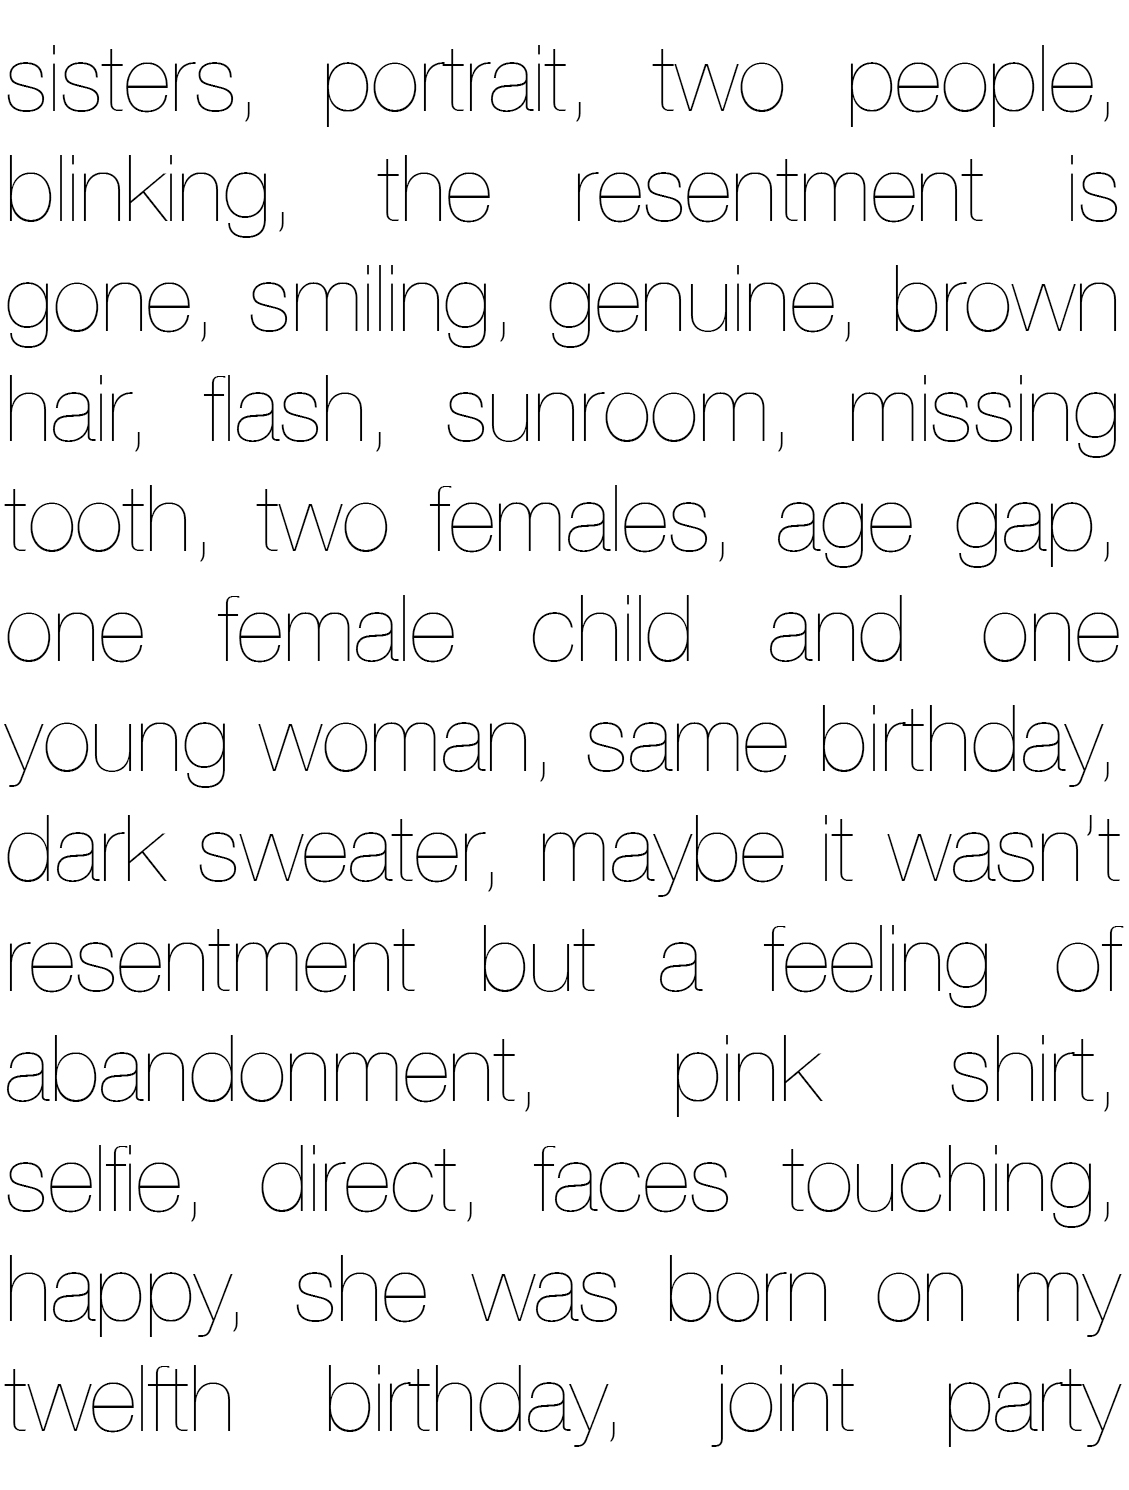 sisters, portrait, two people,
blinking, the resentment is
gone, smiling, genuine, brown
hair, flash, sunroom, missing
tooth, two females, age gap,
one female child and one
young woman, same birthday,
dark sweater, maybe it wasn’t
resentment but a feeling of
abandonment, pink shirt,
selfie, direct, faces touching,
happy, she was born on my
twelfth birthday, joint party